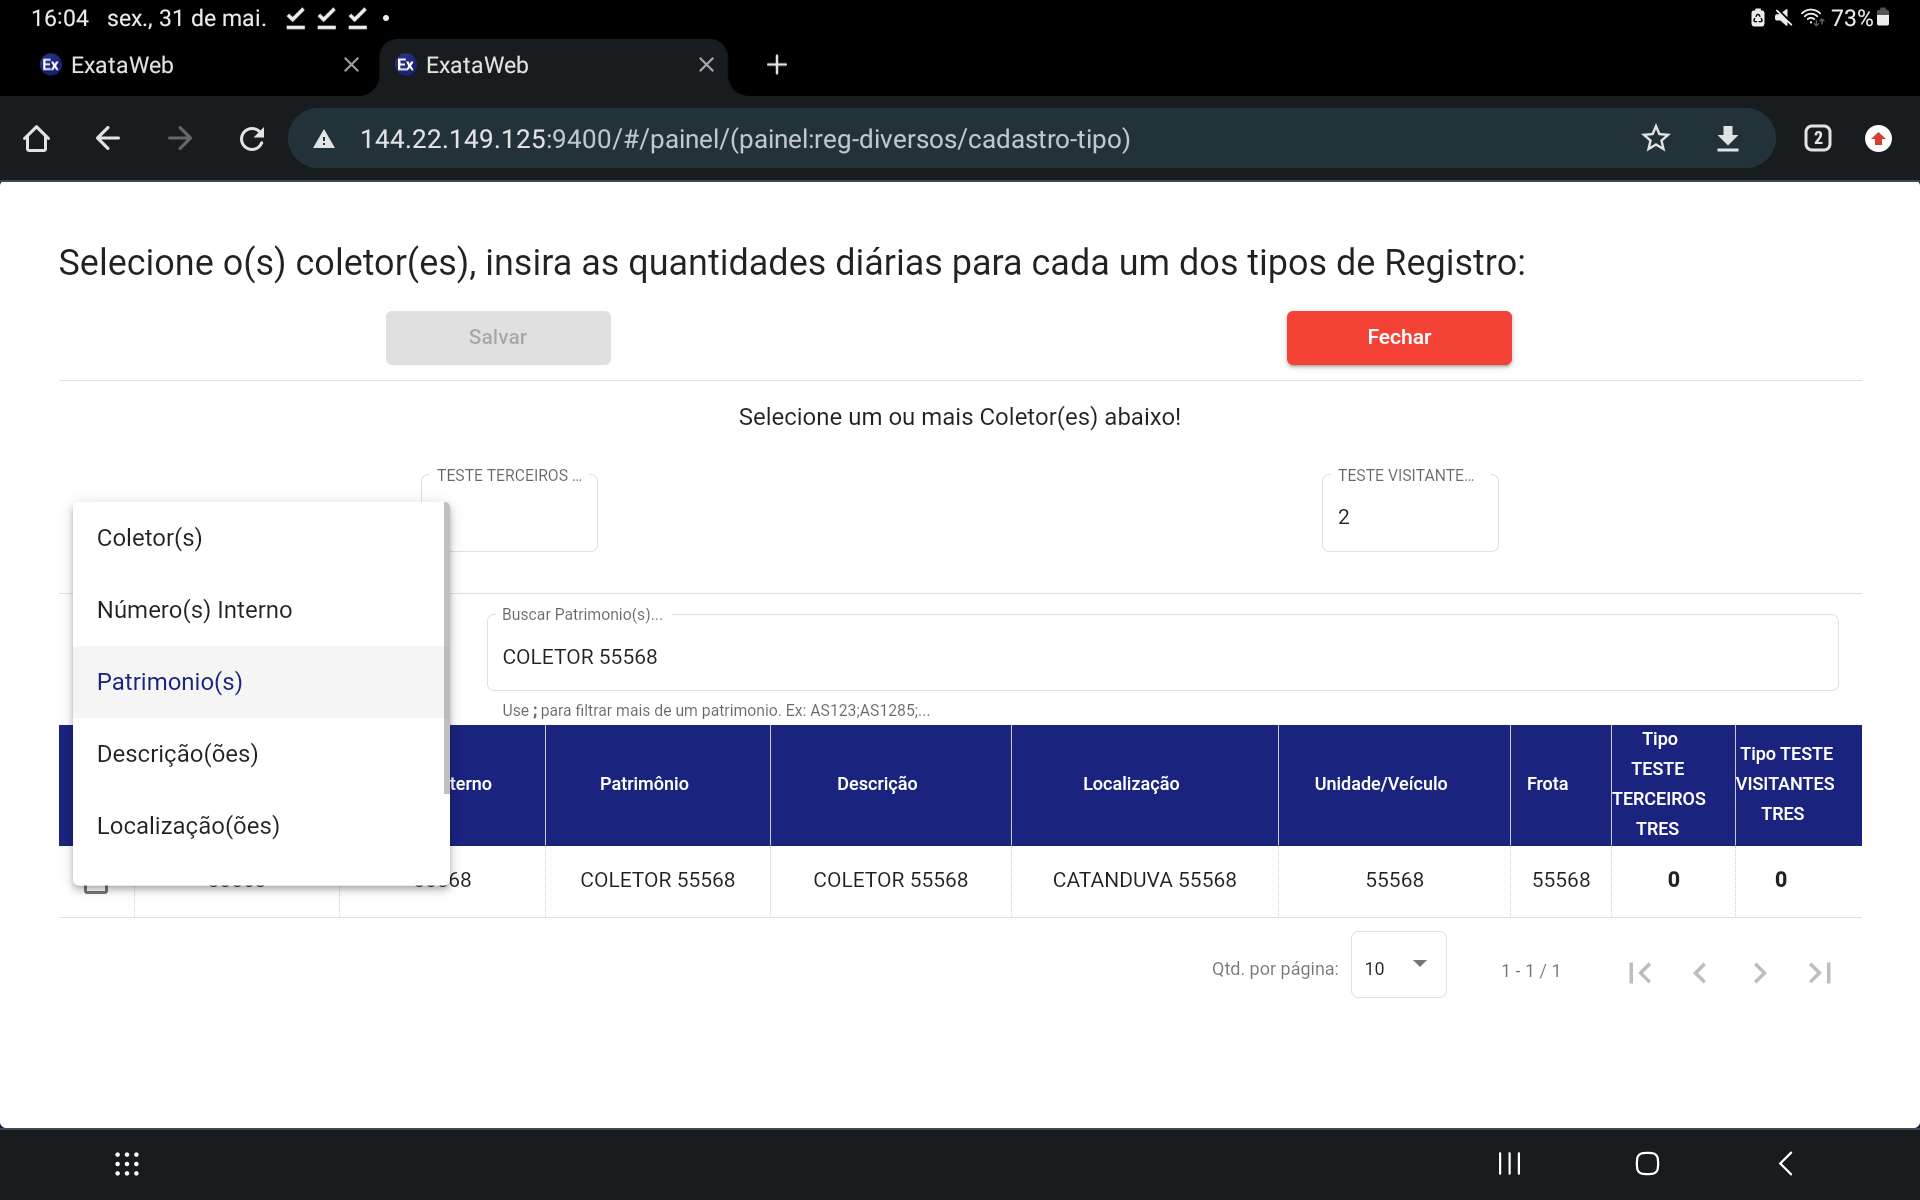 16:04 sex., 31 de mai.
73%
Ex ExataWeb
Ex ExataWeb
144.22.149.125:9400/#/painel/(painel:reg-diversos/cadastro-tipo)
2
Selecione o(s) coletor(es), insira as quantidades diárias para cada um dos tipos de Registro:
Salvar
Fechar
Selecione um ou mais Coletor(es) abaixo!
TESTE TERCEIROS ...
TESTE VISITANTE...
2
Coletor(s)
Número(s) Interno
Patrimonio(s)
Descrição(ões)
Localização(ões)
Buscar Patrimonio(s)...
COLETOR 55568
Use ; para filtrar mais de um patrimonio. Ex: AS123;AS1285;...
terno
Patrimônio
Descrição
Localização
Unidade/Veículo
Frota
Tipo
TESTE
TERCEIROS
TRES
Tipo TESTE
VISITANTES
TRES
68
COLETOR 55568
COLETOR 55568
CATANDUVA 55568
55568
55568
0
0
Qtd. por página:
10
1 - 1 / 1